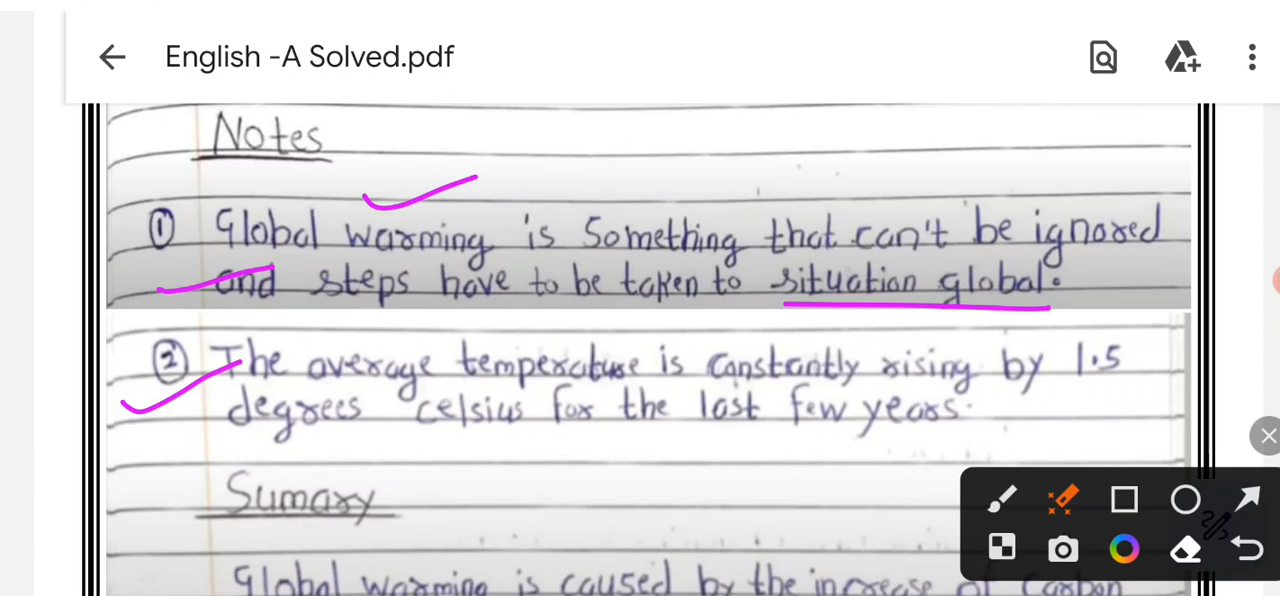 English -A Solved.pdf
Notes
① Global warming is Something that can't be ignored
and steps have to be taken to situation global.
② The average temperature is constantly rising by 1.5
degrees celsius for the last few years.
Sumary
Global warming is caused by the increase of Carbon